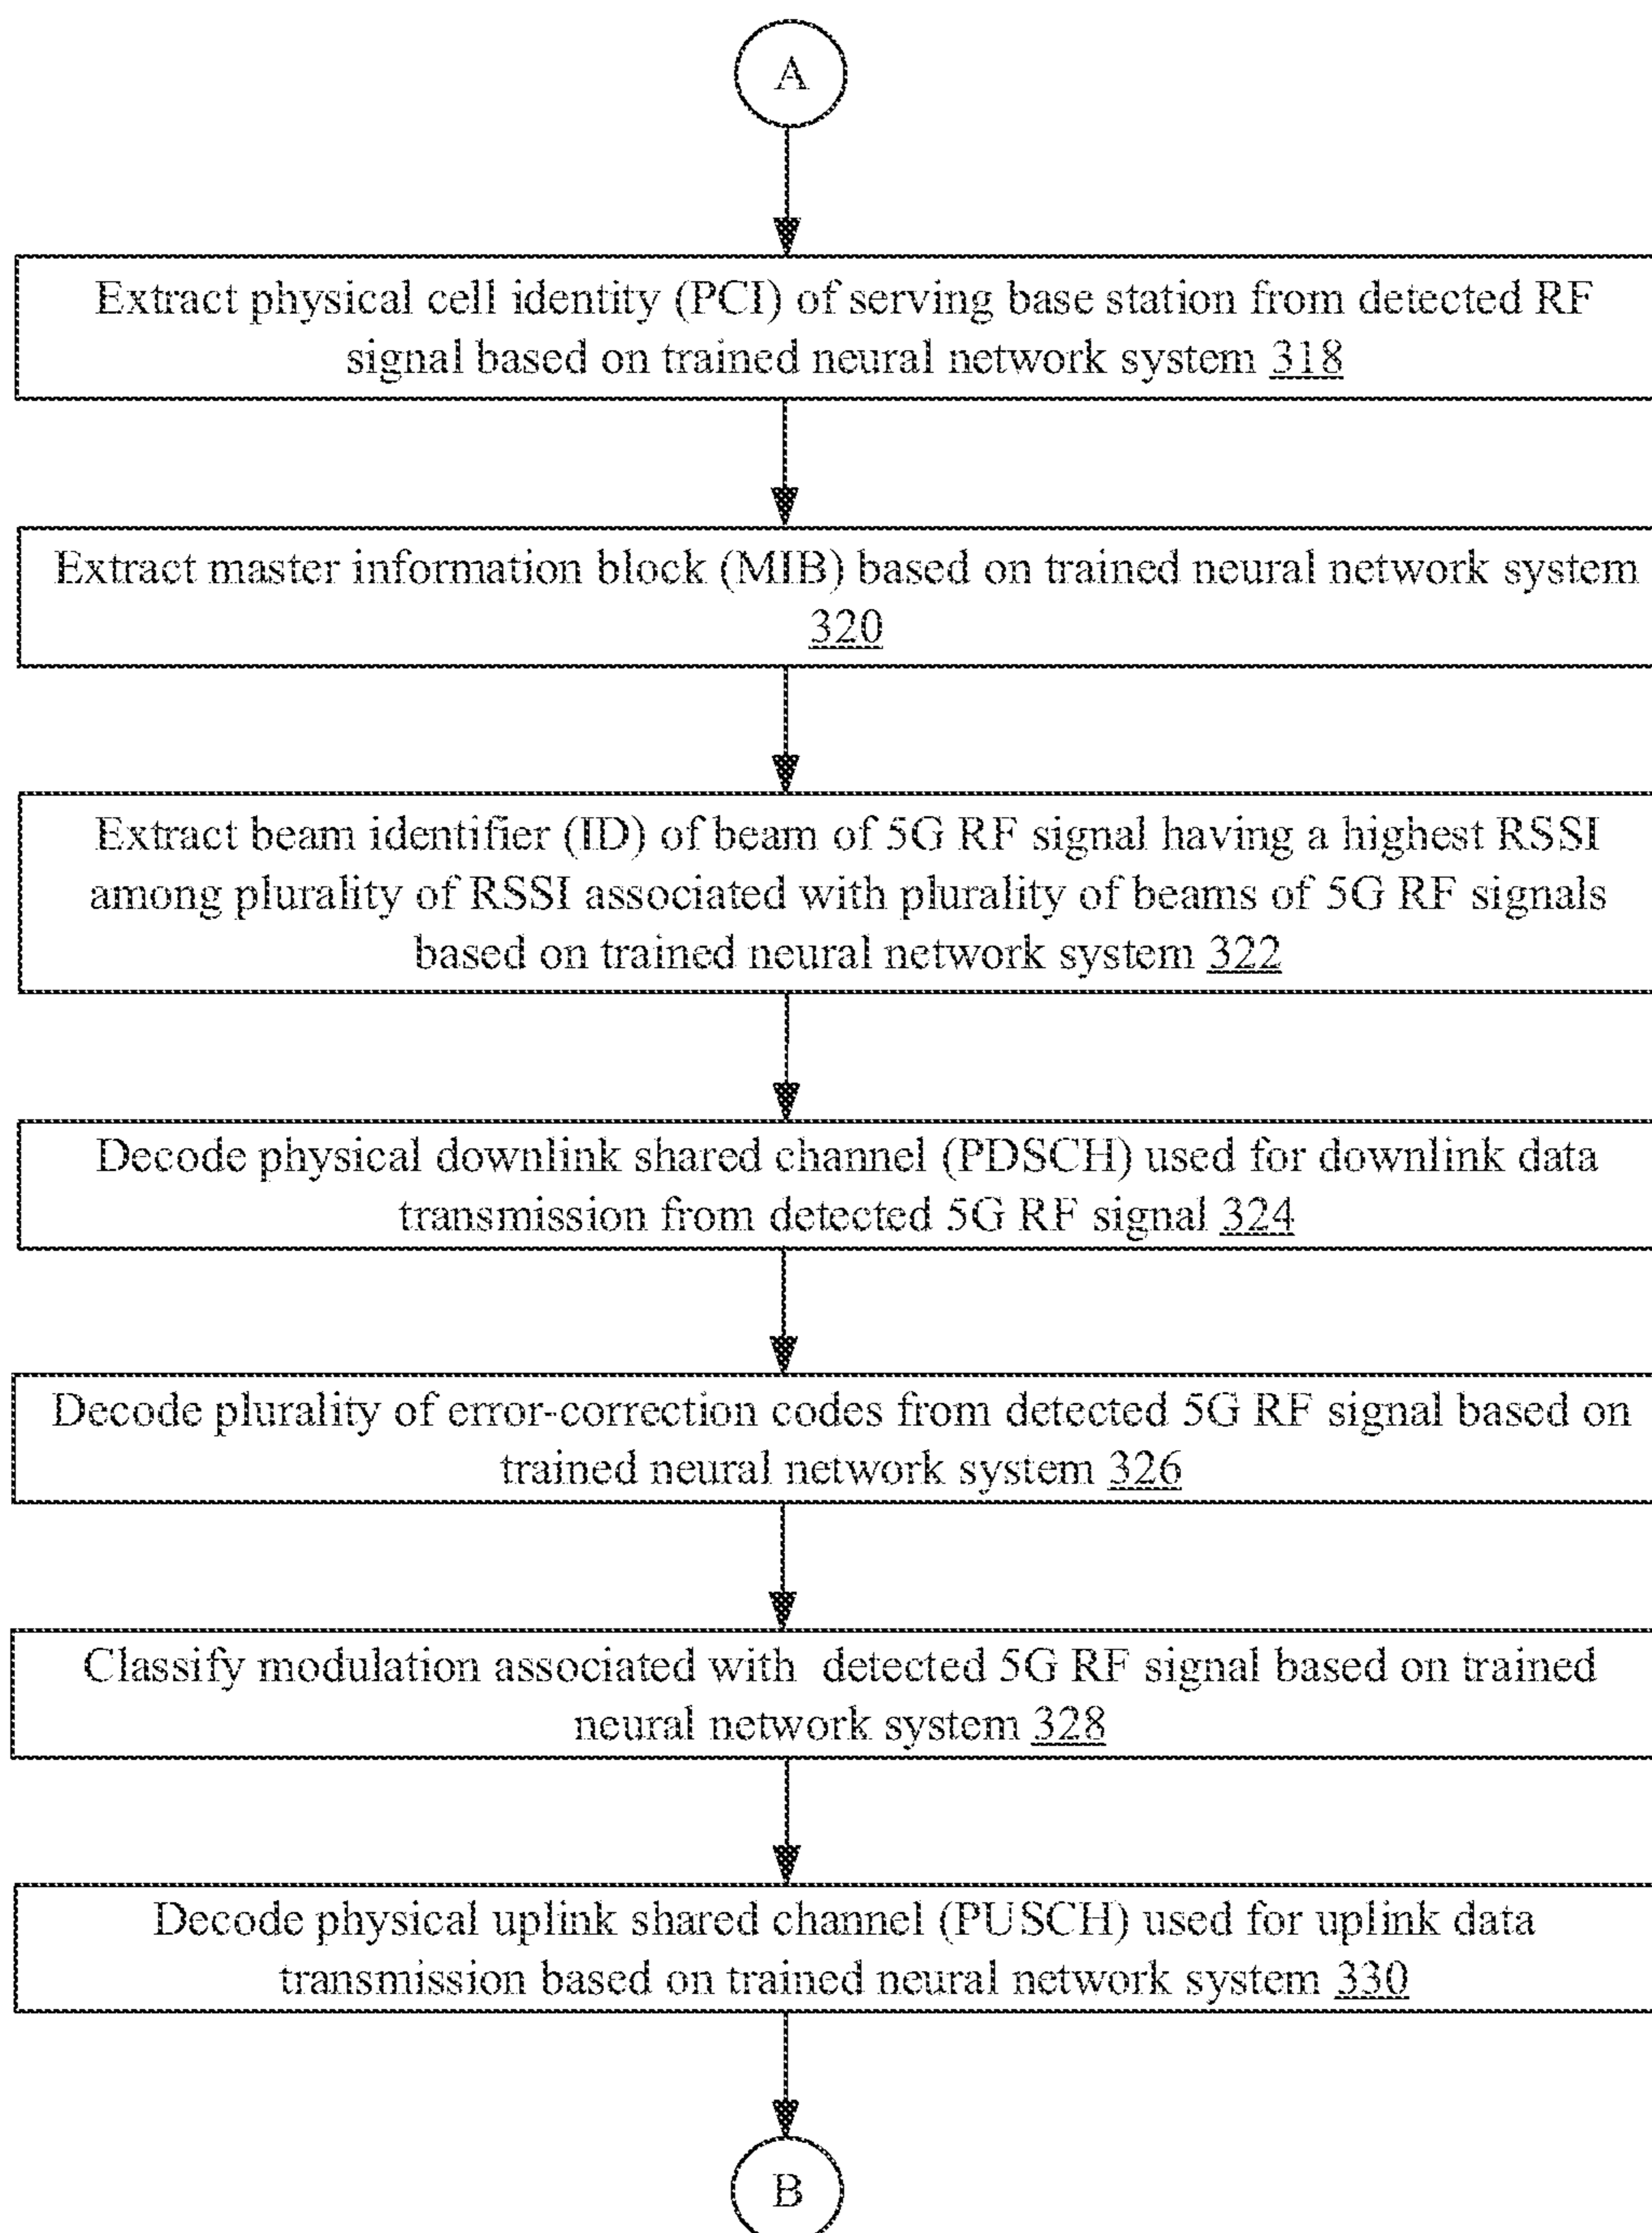 A
Extract physical cell identity (PCI) of serving base station from detected RF
signal based on trained neural network system 318
Extract master information block (MIB) based on trained neural network system
320
Extract beam identifier (ID) of beam of 5G RF signal having a highest RSSI
among plurality of RSSI associated with plurality of beams of 5G RF signals
based on trained neural network system 322
Decode physical downlink shared channel (PDSCH) used for downlink data
transmission from detected 5G RF signal 324
Decode plurality of error-correction codes from detected 5G RF signal based on
trained neural network system 326
Classify modulation associated with detected 5G RF signal based on trained
neural network system 328
Decode physical uplink shared channel (PUSCH) used for uplink data
transmission based on trained neural network system 330
B